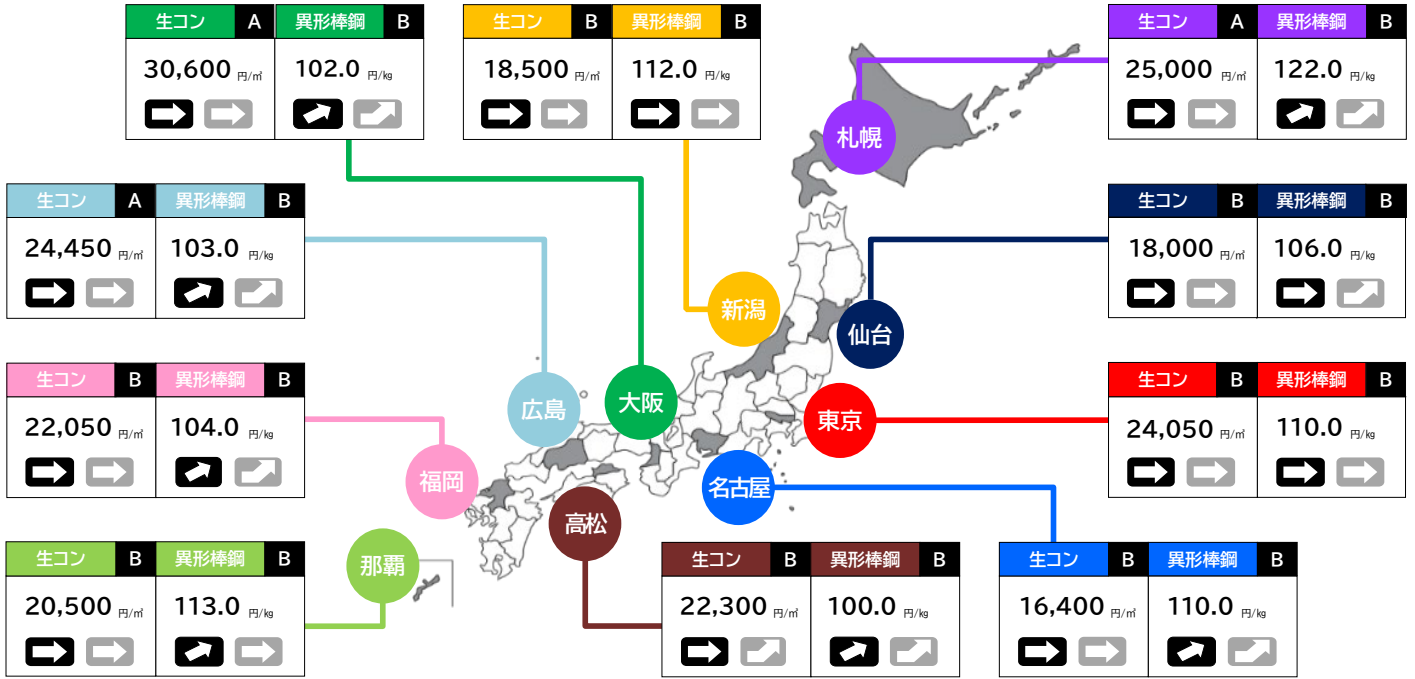 生コン A 異形棒鋼 B
30,600 円/㎥ 102.0 円/kg
生コン B 異形棒鋼 B
18,500 円/㎥ 112.0 円/kg
生コン A 異形棒鋼 B
25,000 円/㎥ 122.0 円/kg
札幌
生コン A 異形棒鋼 B
24,450 円/㎥ 103.0 円/kg
生コン B 異形棒鋼 B
18,000 円/㎥ 106.0 円/kg
新潟
仙台
生コン B 異形棒鋼 B
22,050 円/㎥ 104.0 円/kg
広島
大阪
東京
生コン B 異形棒鋼 B
24,050 円/㎥ 110.0 円/kg
福岡
名古屋
高松
那覇
生コン B 異形棒鋼 B
20,500 円/㎥ 113.0 円/kg
生コン B 異形棒鋼 B
22,300 円/㎥ 100.0 円/kg
生コン B 異形棒鋼 B
16,400 円/㎥ 110.0 円/kg